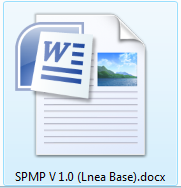 W
SPMP V 1.0 (Lnea Base).docx